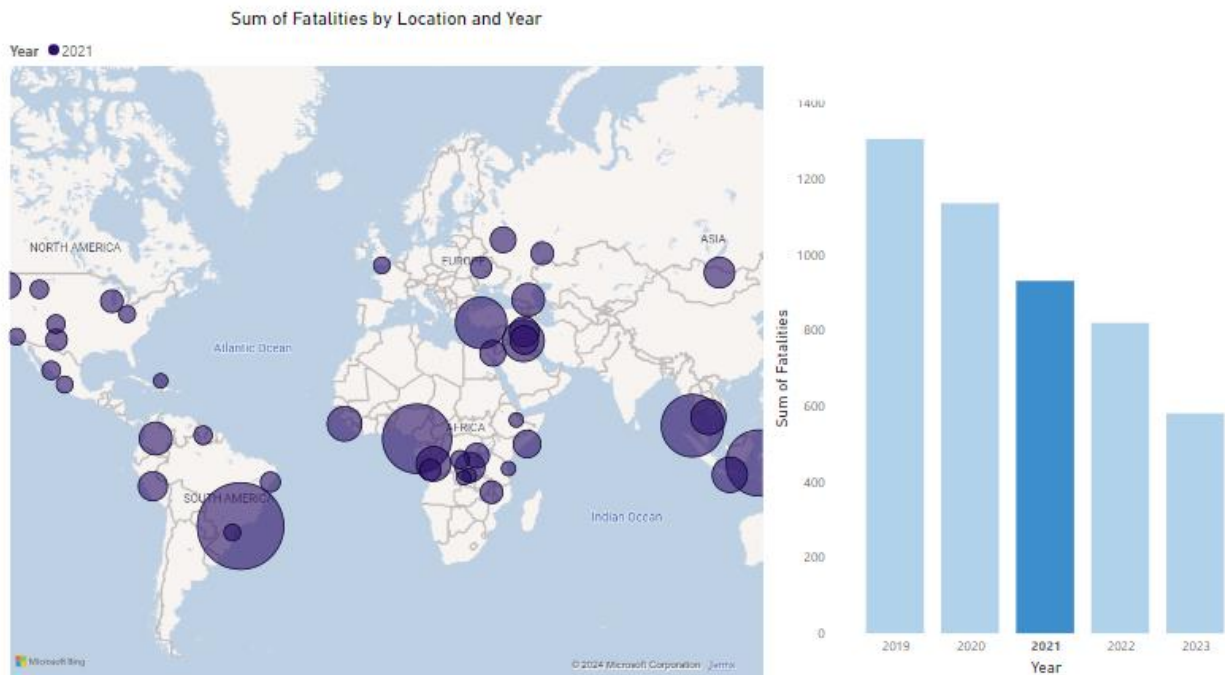 Sum of Fatalities by Location and Year
Year 2021
NORTH AMERICA
EUROPE
ASIA
Atlantic Ocean
AFRICA
SOUTH AMERICA
Indian Ocean
Microsoft Bing
© 2024 Microsoft Corporation Terms
1400
1200
1000
800
600
400
200
0
Sum of Fatalities
2019 2020 2021 2022 2023
Year